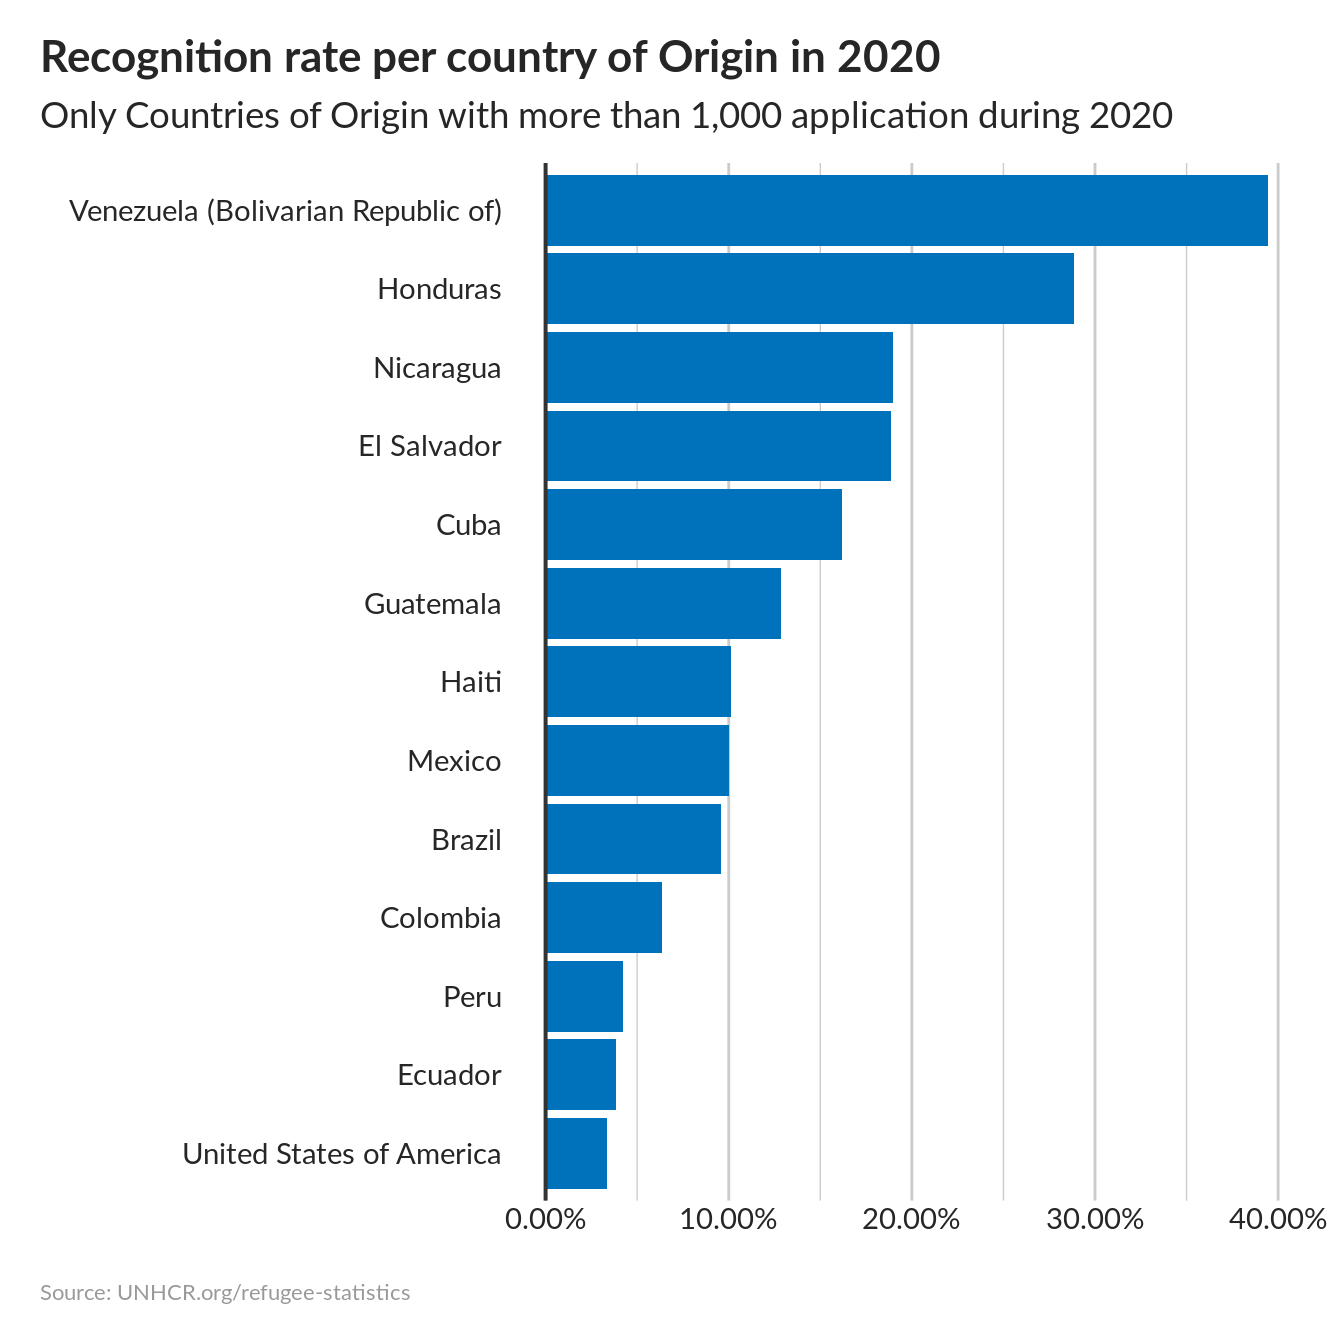 Recognition rate per country of Origin in 2020
Only Countries of Origin with more than 1,000 application during 2020
Venezuela (Bolivarian Republic of)
Honduras
Nicaragua
El Salvador
Cuba
Guatemala
Haiti
Mexico
Brazil
Colombia
Peru
Ecuador
United States of America
0.00% 10.00% 20.00% 30.00% 40.00%
Source: UNHCR.org/refugee-statistics